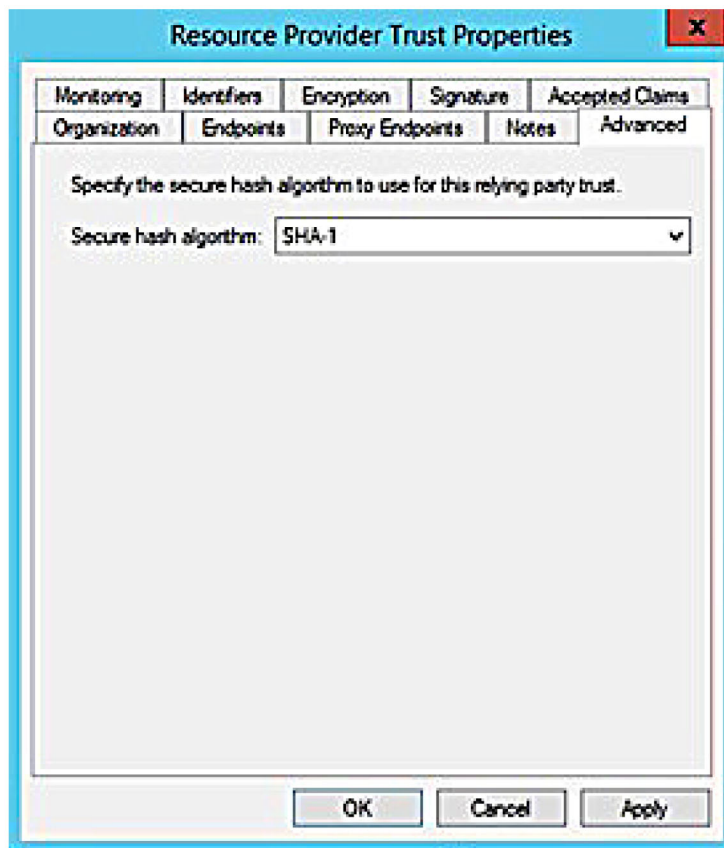 Resource Provider Trust Properties
x
Monitoring Identifiers Encryption Signature Accepted Claims
Organization Endpoints Proxy Endpoints Notes Advanced
Specify the secure hash algorithm to use for this relying party trust.
Secure hash algorithm: SHA-1
OK Cancel Apply